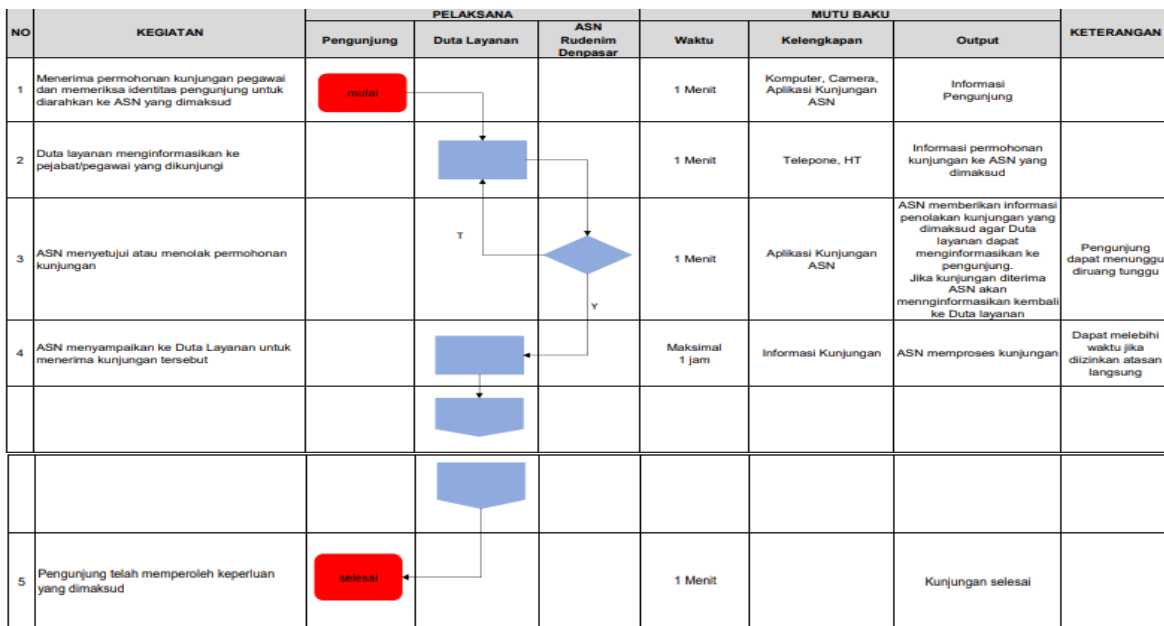 PELAKSANA
MUTU BAKU
NO
KEGIATAN
Pengunjung
Duta Layanan
ASN
Rudenim
Denpasar
Waktu
Kelengkapan
Output
KETERANGAN
1
Menerima permohonan kunjungan pegawai
dan memeriksa identitas pengunjung untuk
diarahkan ke ASN yang dimaksud
mulai
1 Menit
Komputer, Camera,
Aplikasi Kunjungan
ASN
Informasi
Pengunjung
2
Duta layanan menginformasikan ke
pejabat/pegawai yang dikunjungi
1 Menit
Telepone, HT
Informasi permohonan
kunjungan ke ASN yang
dimaksud
3
ASN menyetujui atau menolak permohonan
kunjungan
T
Y
1 Menit
Aplikasi Kunjungan
ASN
ASN memberikan informasi
penolakan kunjungan yang
dimaksud agar Duta
layanan dapat
menginformasikan ke
pengunjung.
Jika kunjungan diterima
ASN akan
mennginformasikan kembali
ke Duta layanan
Pengunjung
dapat menunggu
diruang tunggu
4
ASN menyampaikan ke Duta Layanan untuk
menerima kunjungan tersebut
Maksimal
1 jam
Informasi Kunjungan
ASN memproses kunjungan
Dapat melebihi
waktu jika
diizinkan atasan
langsung
5
Pengunjung telah memperoleh keperluan
yang dimaksud
selesai
1 Menit
Kunjungan selesai